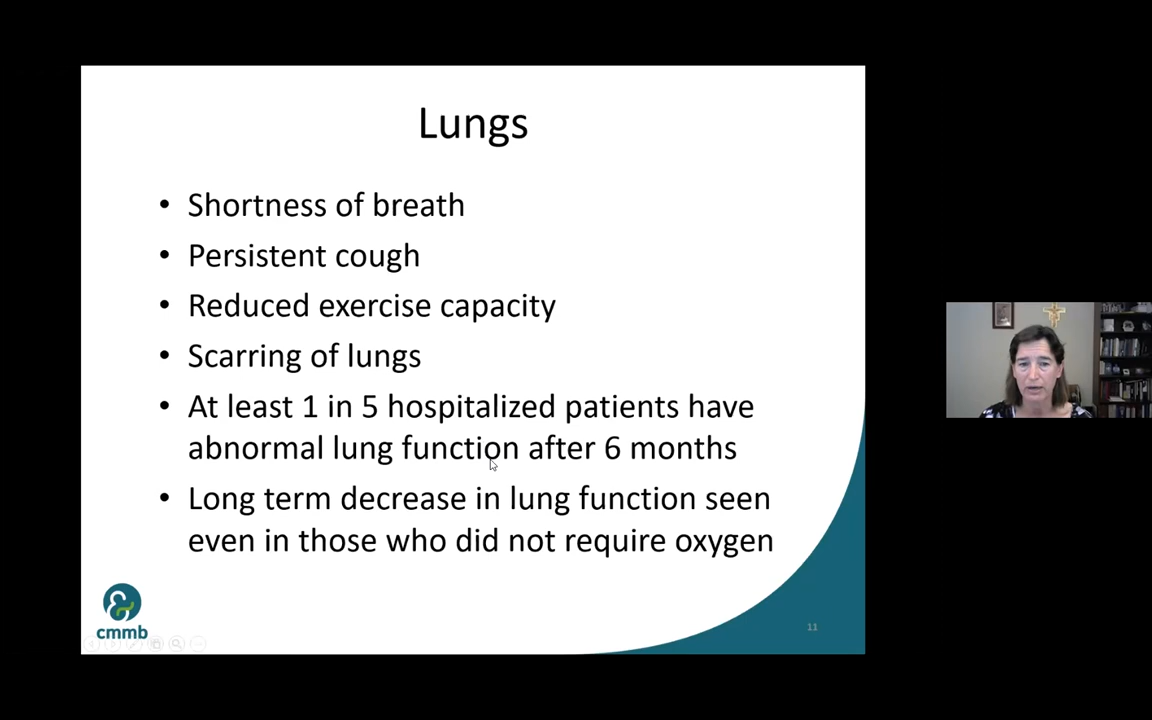 Lungs
• Shortness of breath
• Persistent cough
• Reduced exercise capacity
• Scarring of lungs
• At least 1 in 5 hospitalized patients have
abnormal lung function after 6 months
• Long term decrease in lung function seen
even in those who did not require oxygen
cmmb
11